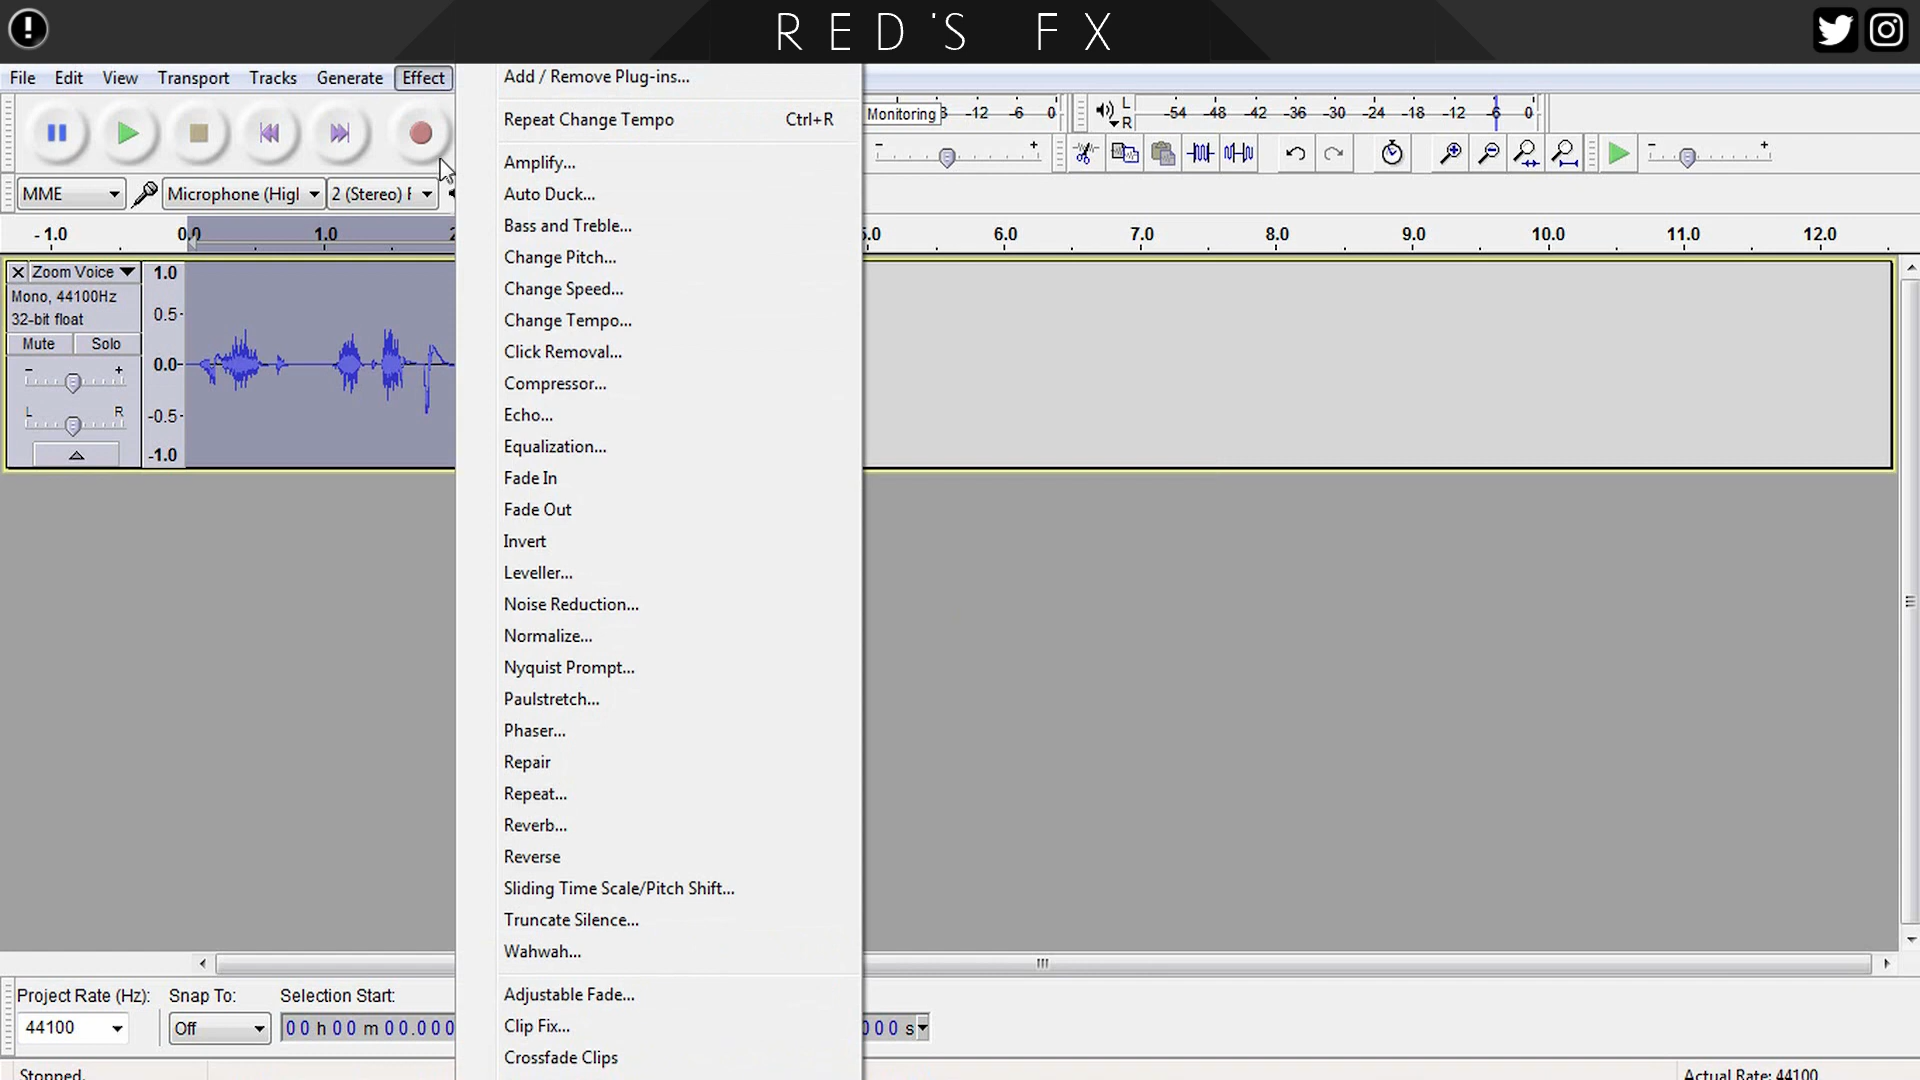 !
RED'S FX
File Edit View Transport Tracks Generate Effect
Add / Remove Plug-ins...
Repeat Change Tempo Ctrl+R
Monitoring -12 -6 0
L R -54 -48 -42 -36 -30 -24 -18 -12 -6 0
- + - +
MME Microphone (Higl 2 (Stereo)
-1.0 0.0 1.0 5.0 6.0 7.0 8.0 9.0 10.0 11.0 12.0
Zoom Voice
Mono, 44100Hz
32-bit float
Mute Solo
- +
L R
1.0
0.5
0.0
-0.5
-1.0
Amplify...
Auto Duck...
Bass and Treble...
Change Pitch...
Change Speed...
Change Tempo...
Click Removal...
Compressor...
Echo...
Equalization...
Fade In
Fade Out
Invert
Leveller...
Noise Reduction...
Normalize...
Nyquist Prompt...
Paulstretch...
Phaser...
Repair
Repeat...
Reverb...
Reverse
Sliding Time Scale/Pitch Shift...
Truncate Silence...
Wahwah...
Adjustable Fade...
Clip Fix...
Crossfade Clips
Project Rate (Hz): Snap To: Selection Start:
44100 Off 00 h 00 m 00.000 000 s
Stopped. Actual Rate: 44100